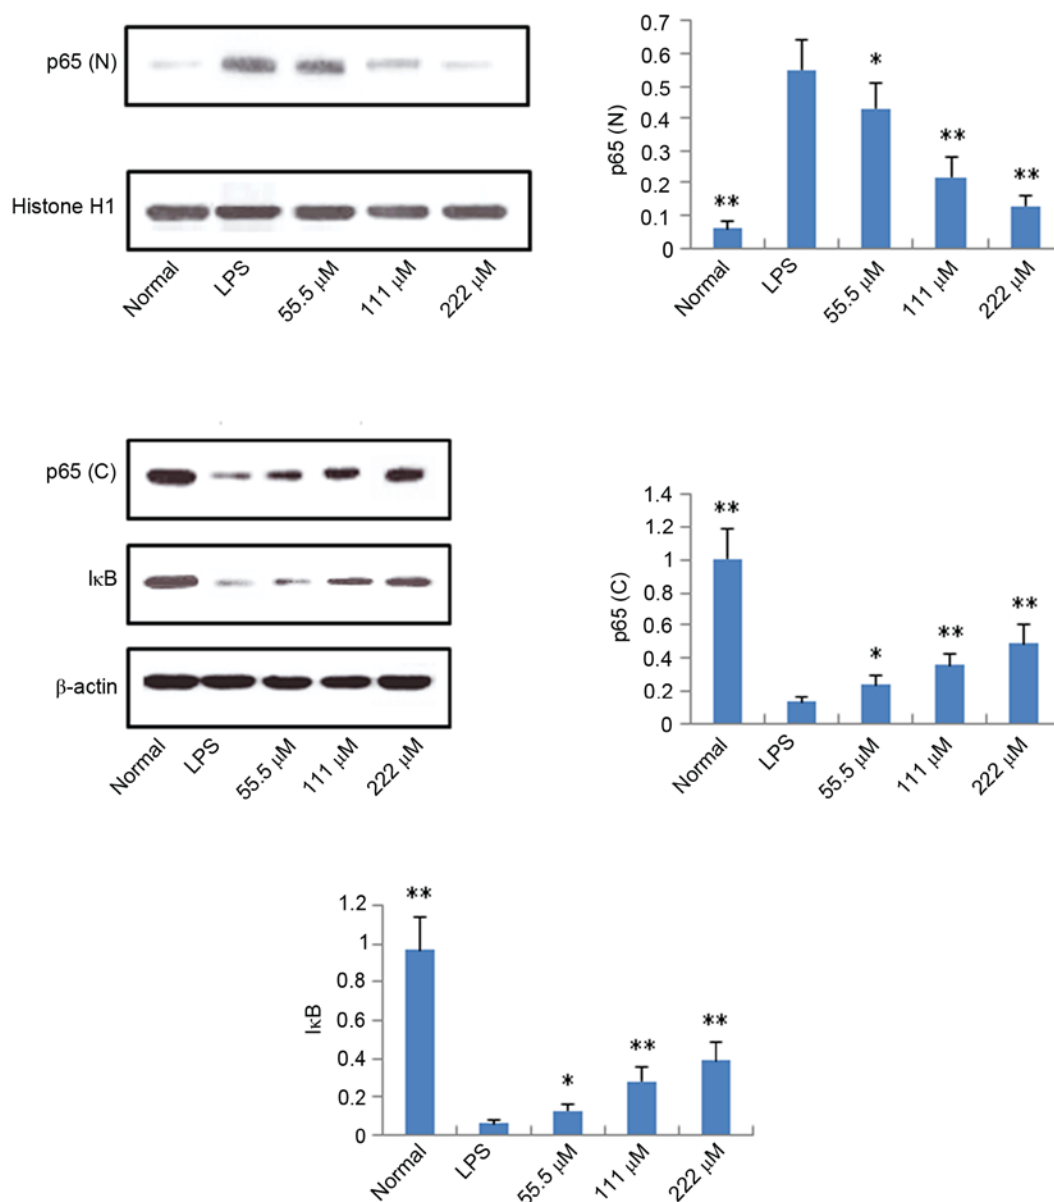 p65 (N)
Histone H1
Normal
LPS
55.5 μM
111 μM
222 μM
p65 (N)
0.7
0.6
0.5
0.4
0.3
0.2
0.1
0
**
*
**
**
Normal
LPS
55.5 μM
111 μM
222 μM
p65 (C)
IκB
β-actin
Normal
LPS
55.5 μM
111 μM
222 μM
p65 (C)
1.4
1.2
1
0.8
0.6
0.4
0.2
0
**
*
**
**
Normal
LPS
55.5 μM
111 μM
222 μM
IκB
1.2
1
0.8
0.6
0.4
0.2
0
**
*
**
**
Normal
LPS
55.5 μM
111 μM
222 μM